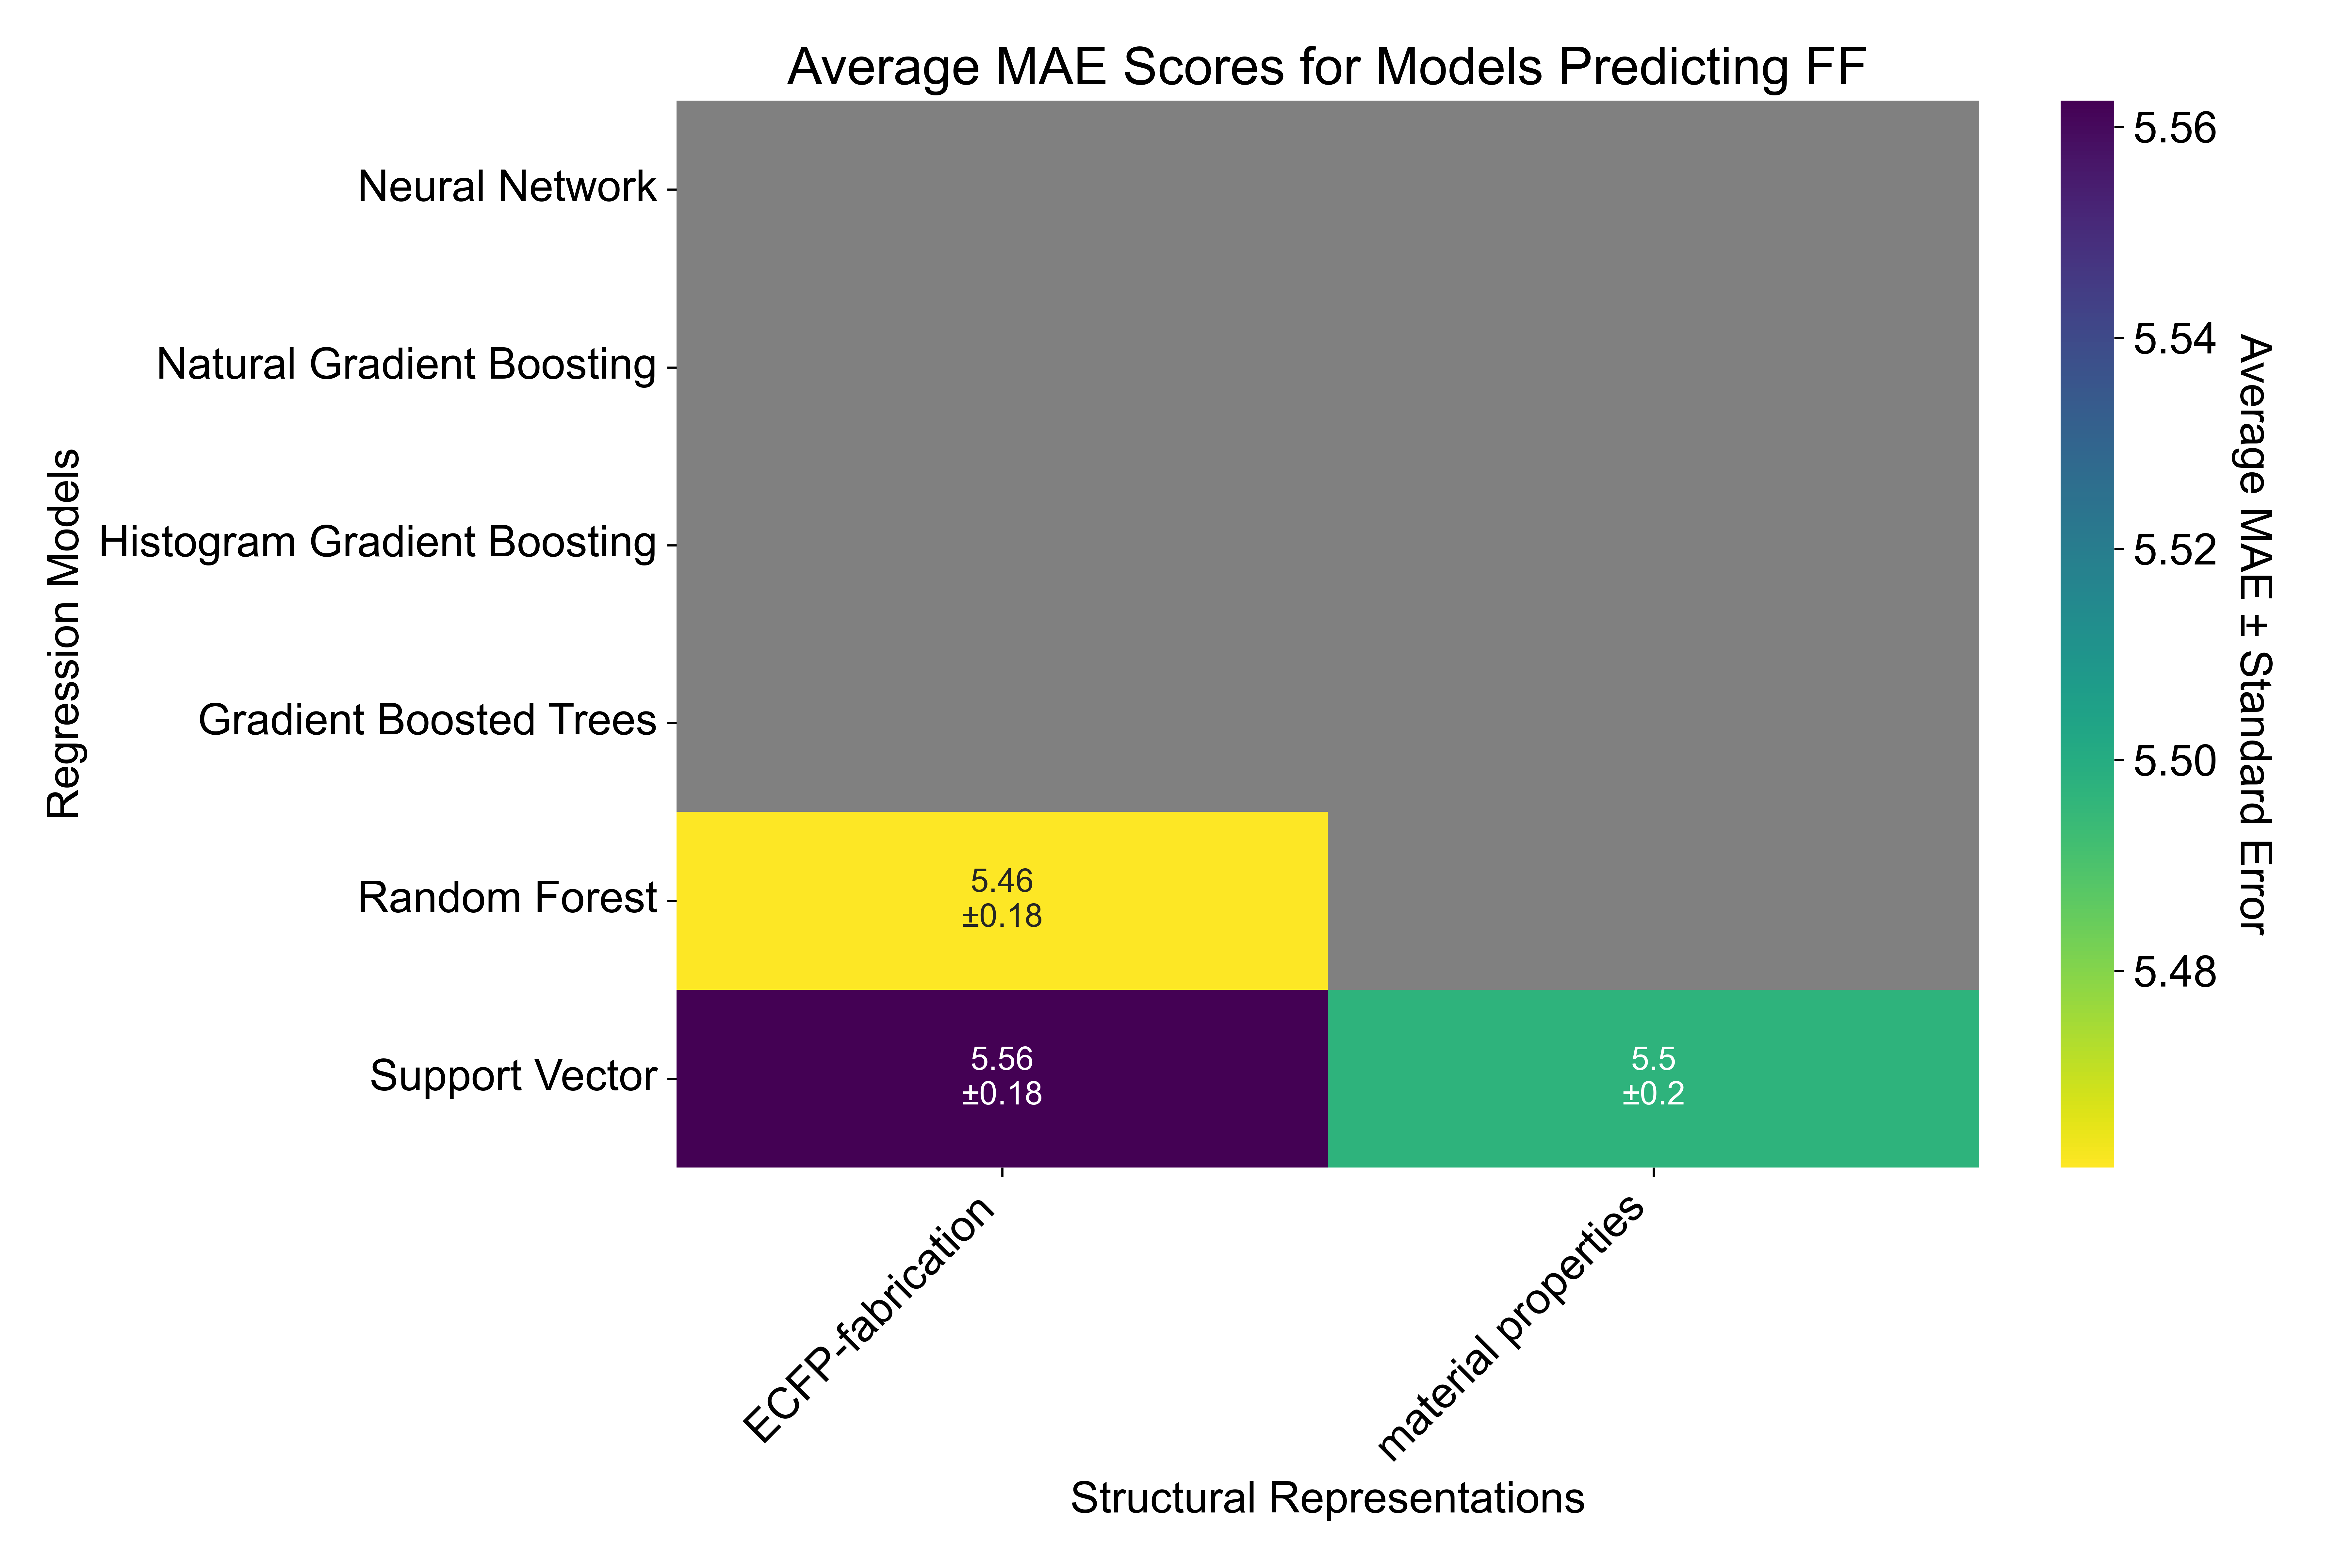 Average MAE Scores for Models Predicting FF
Regression Models
Neural Network
Natural Gradient Boosting
Histogram Gradient Boosting
Gradient Boosted Trees
Random Forest
Support Vector
5.46
±0.18
5.56
±0.18
5.5
±0.2
ECFP-fabrication
material properties
Structural Representations
5.56
5.54
5.52
5.50
5.48
Average MAE ± Standard Error